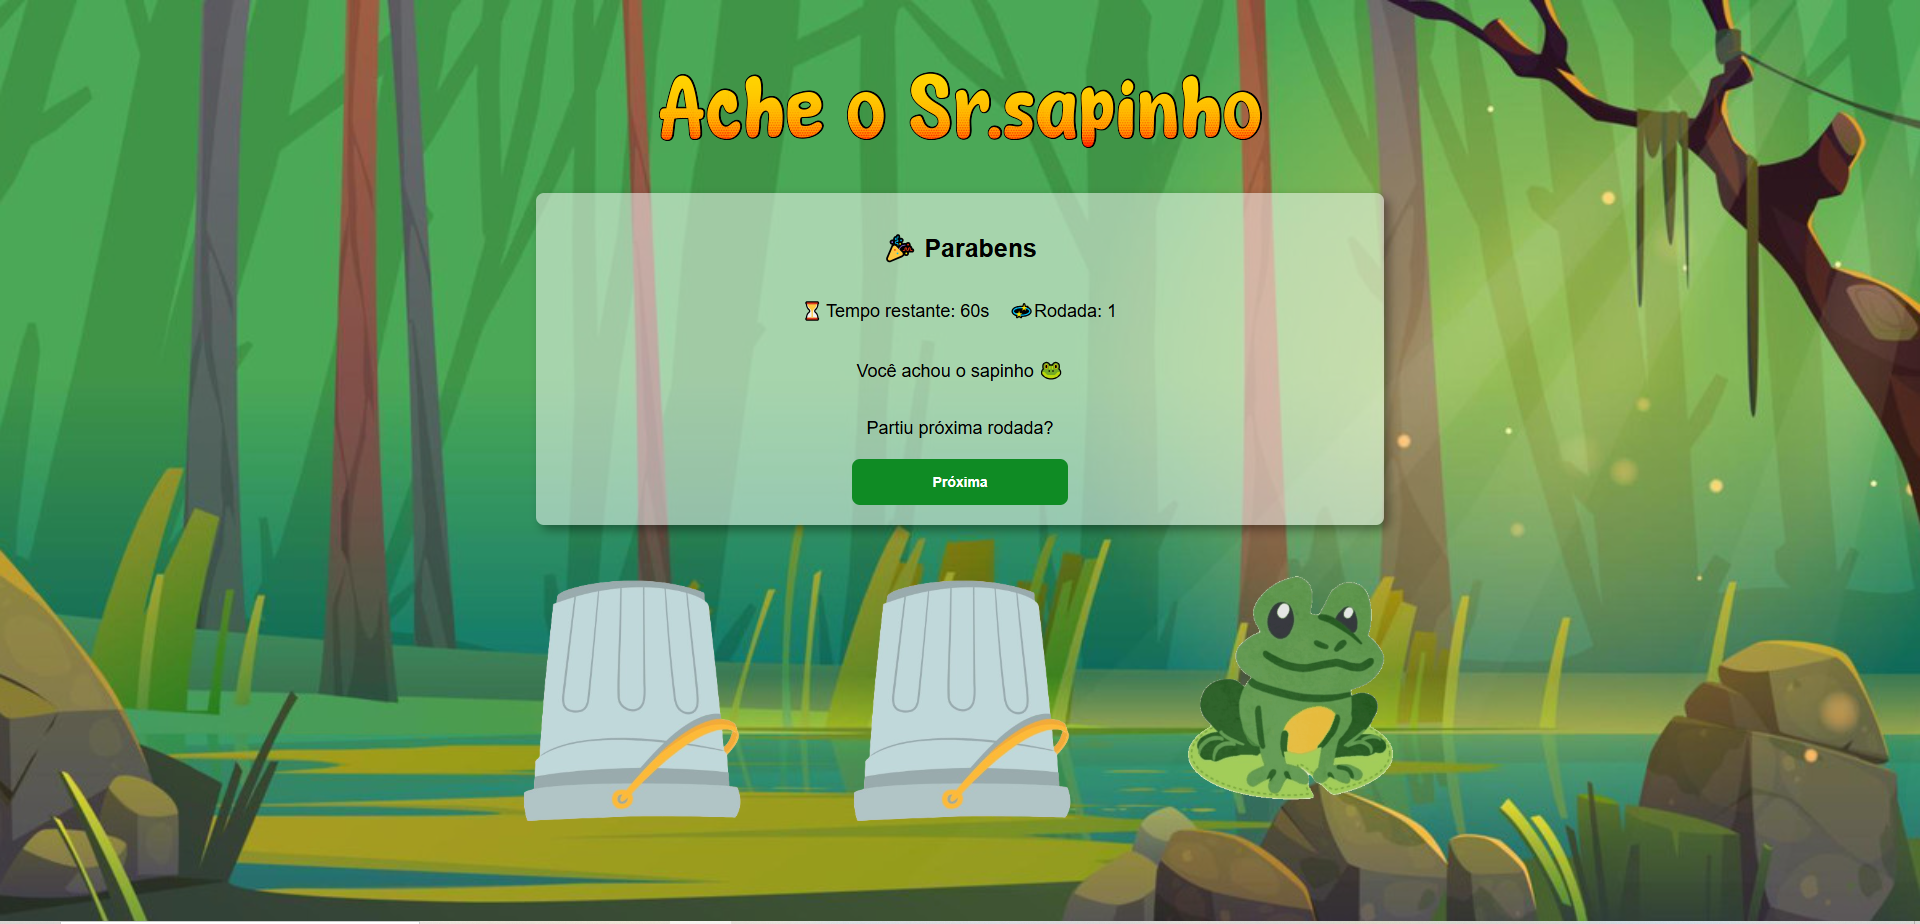 Ache o Sr.sapinho
Parabens
Tempo restante: 60s Rodada: 1
Você achou o sapinho
Partiu próxima rodada?
Próxima